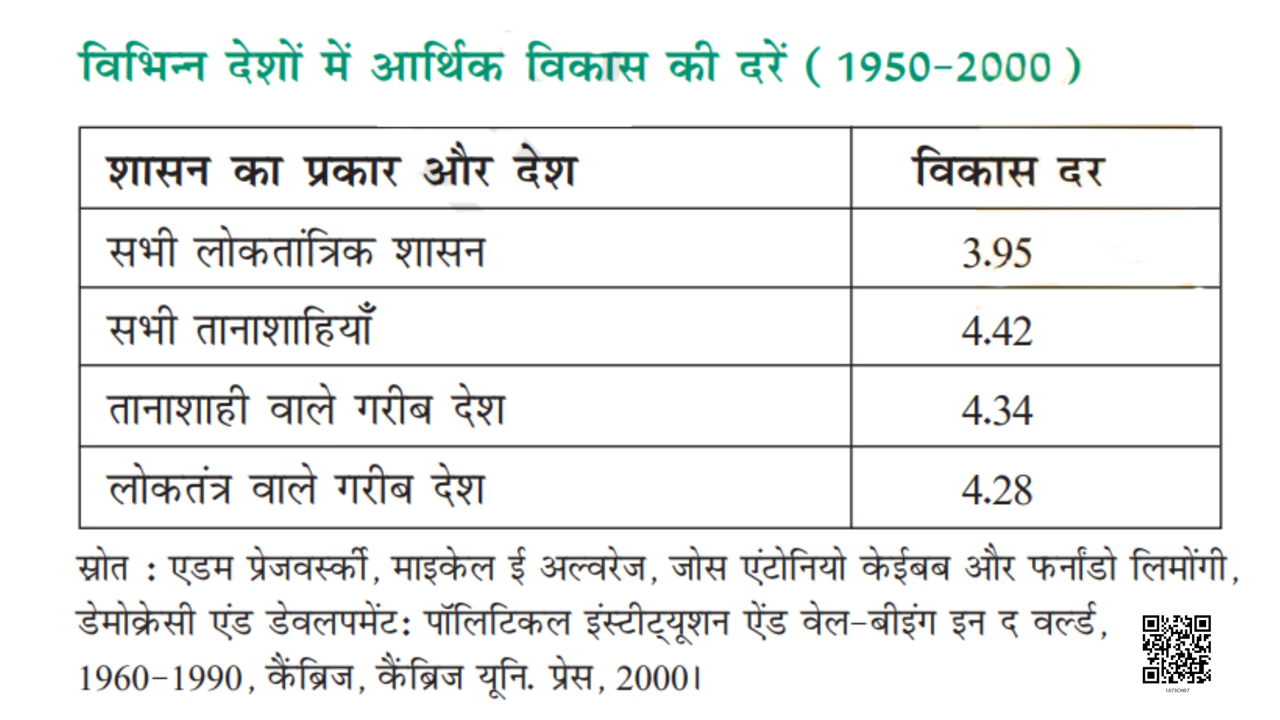 विभिन्न देशों में आर्थिक विकास की दरें ( 1950-2000 )
शासन का प्रकार और देश विकास दर
सभी लोकतांत्रिक शासन 3.95
सभी तानाशाहियाँ 4.42
तानाशाही वाले गरीब देश 4.34
लोकतंत्र वाले गरीब देश 4.28
स्रोत : एडम प्रेजवर्स्की, माइकेल ई अल्वरेज, जोस एंटोनियो केईबब और फर्नांडो लिमोंगी,
डेमोक्रेसी एंड डेवलपमेंट: पॉलिटिकल इंस्टीट्यूशन ऐंड वेल-बीइंग इन द वर्ल्ड,
1960-1990, कैंब्रिज, कैंब्रिज यूनि. प्रेस, 2000।
1073CH07